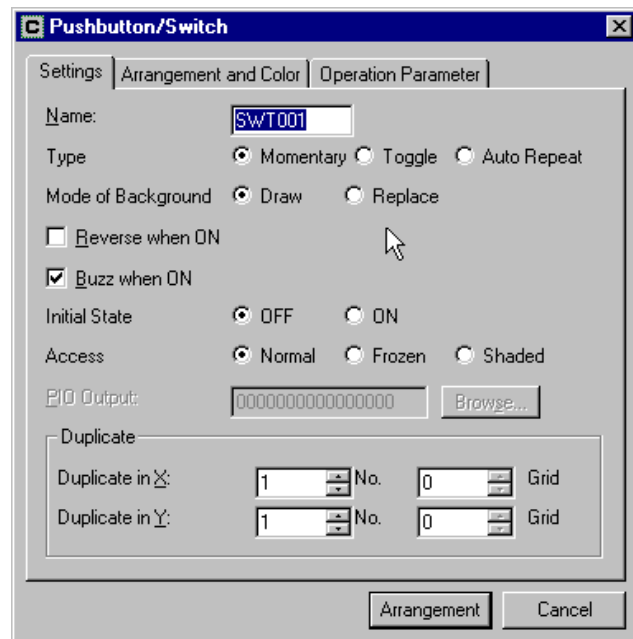 Pushbutton/Switch
Settings Arrangement and Color Operation Parameter
Name: SWT001
Type Momentary Toggle Auto Repeat
Mode of Background Draw Replace
Reverse when ON
Buzz when ON
Initial State OFF ON
Access Normal Frozen Shaded
PIO Output: 0000000000000000 Browse...
Duplicate
Duplicate in X: 1 No. 0 Grid
Duplicate in Y: 1 No. 0 Grid
Arrangement Cancel